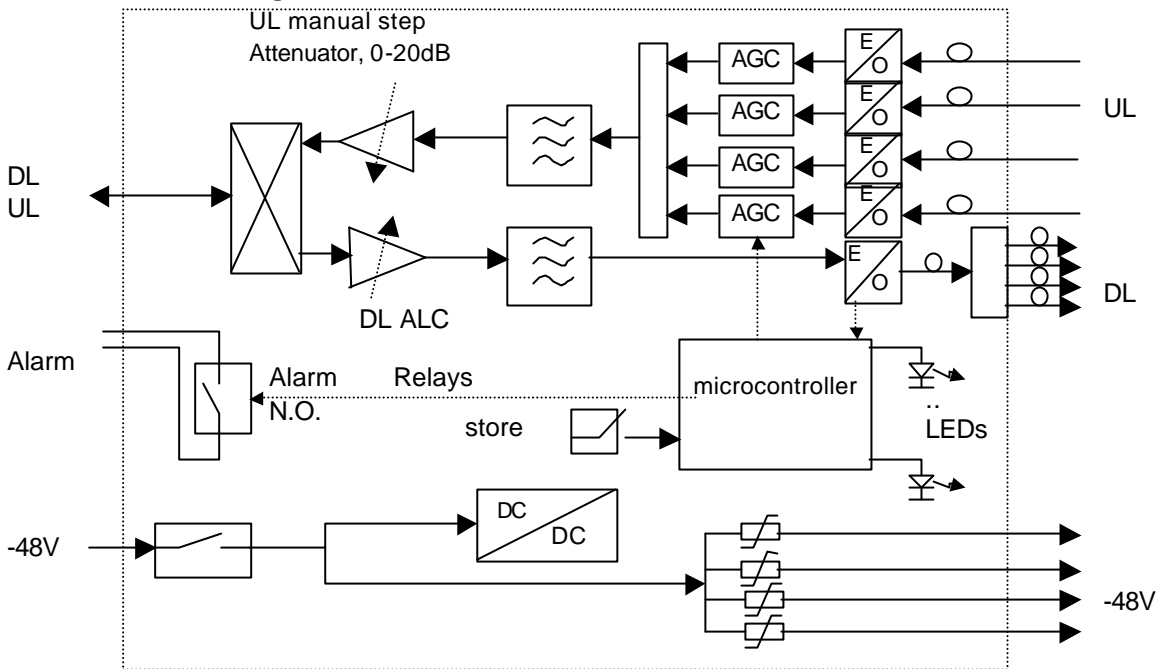 UL manual step
Attenuator, 0-20dB
AGC
E
O
AGC
E
O
UL
AGC
E
O
AGC
E
O
DL
UL
E
O
DL
DL ALC
Alarm
Alarm
N.O.
Relays
microcontroller
store
..
LEDs
DC
DC
-48V
-48V